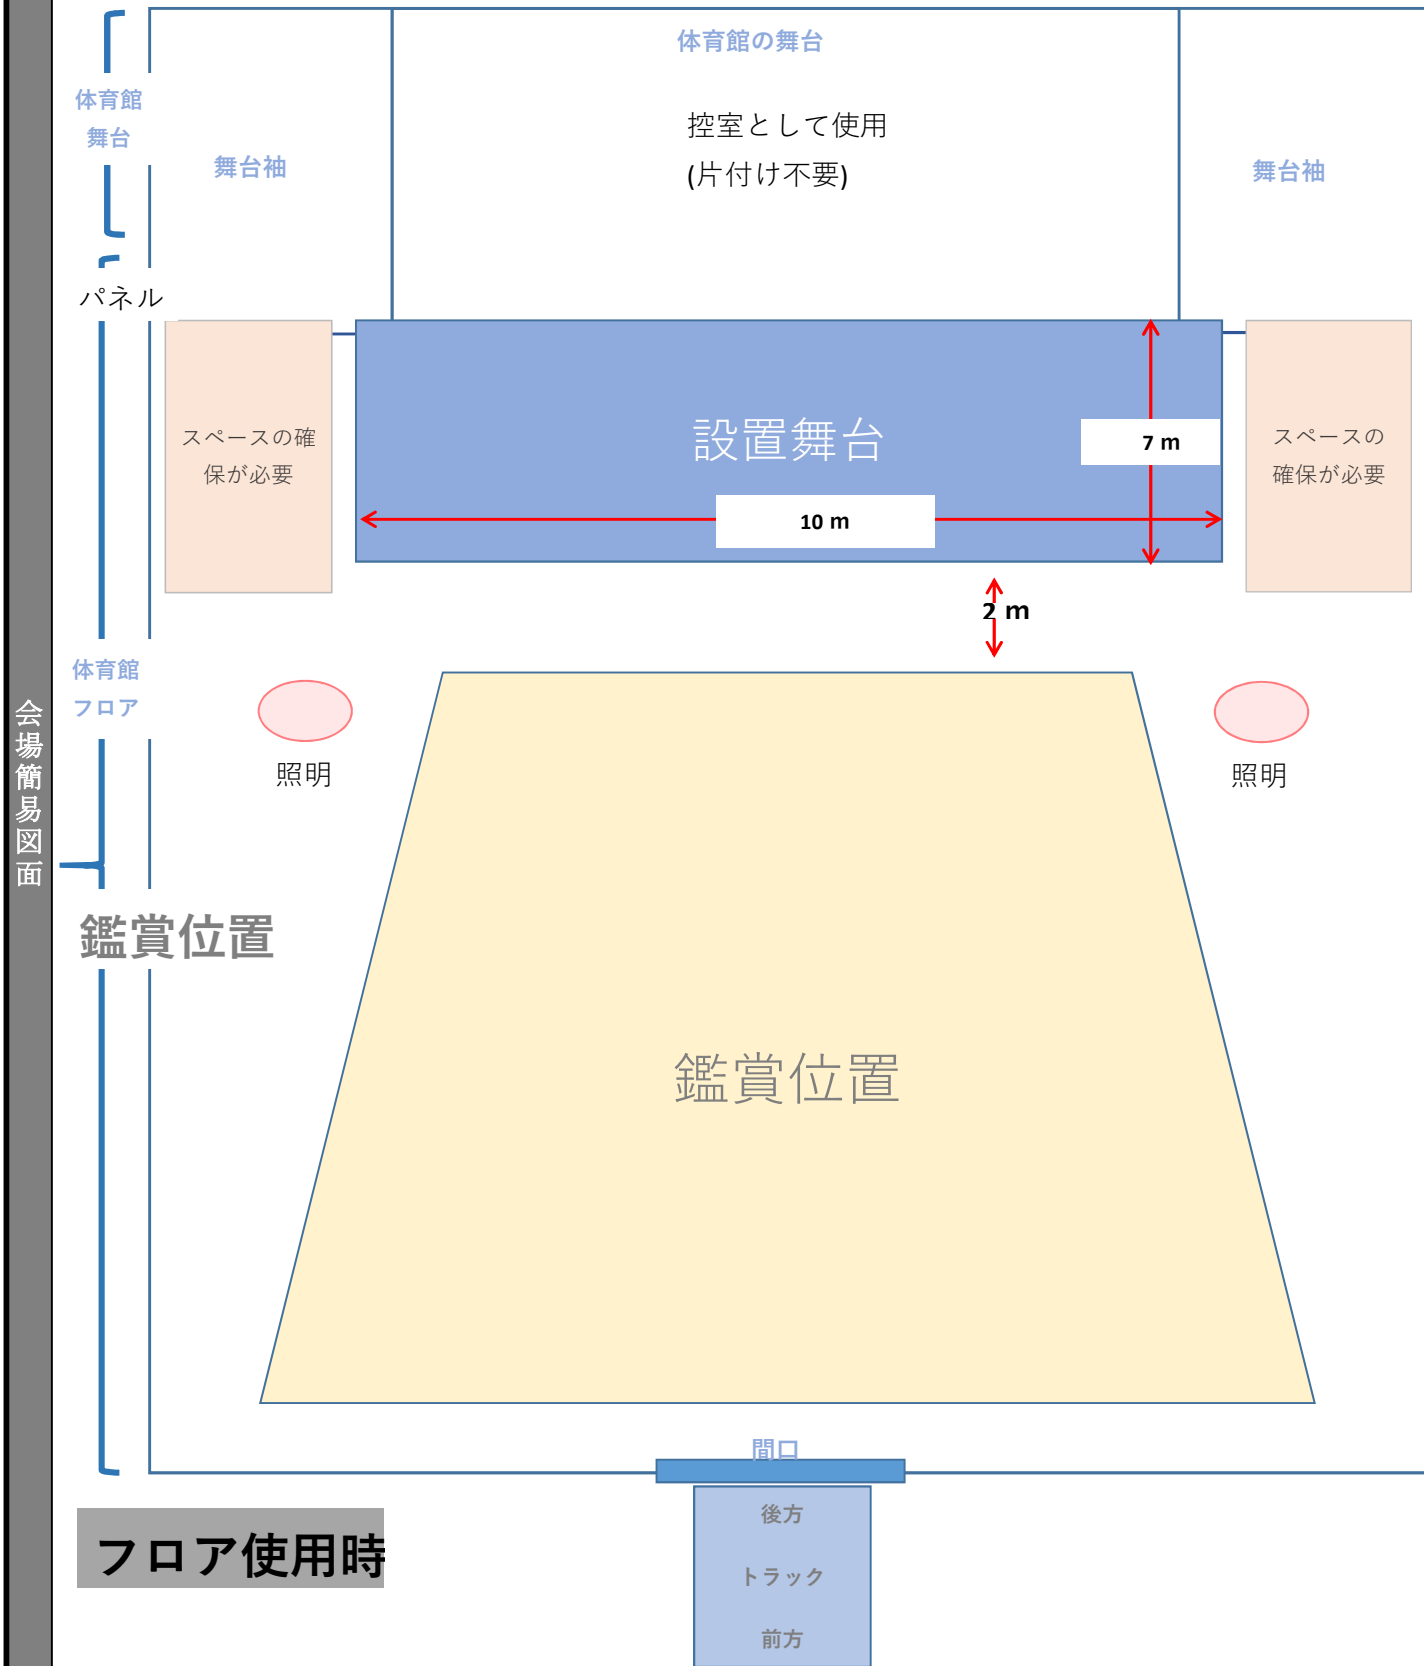 会場簡易図面
体育館の舞台
体育館
舞台
控室として使用
(片付け不要)
舞台袖
舞台袖
パネル
スペースの確
保が必要
設置舞台
7 m
スペースの
確保が必要
10 m
2 m
体育館
フロア
照明
照明
鑑賞位置
鑑賞位置
間口
後方
トラック
前方
フロア使用時